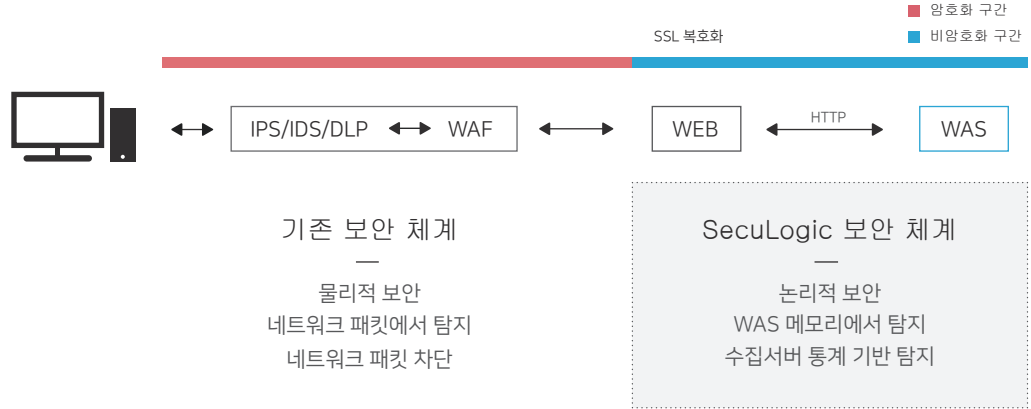 암호화 구간
SSL 복호화
비암호화 구간
IPS/IDS/DLP
WAF
WEB
HTTP
WAS
기존 보안 체계
물리적 보안
네트워크 패킷에서 탐지
네트워크 패킷 차단
SecuLogic 보안 체계
논리적 보안
WAS 메모리에서 탐지
수집서버 통계 기반 탐지